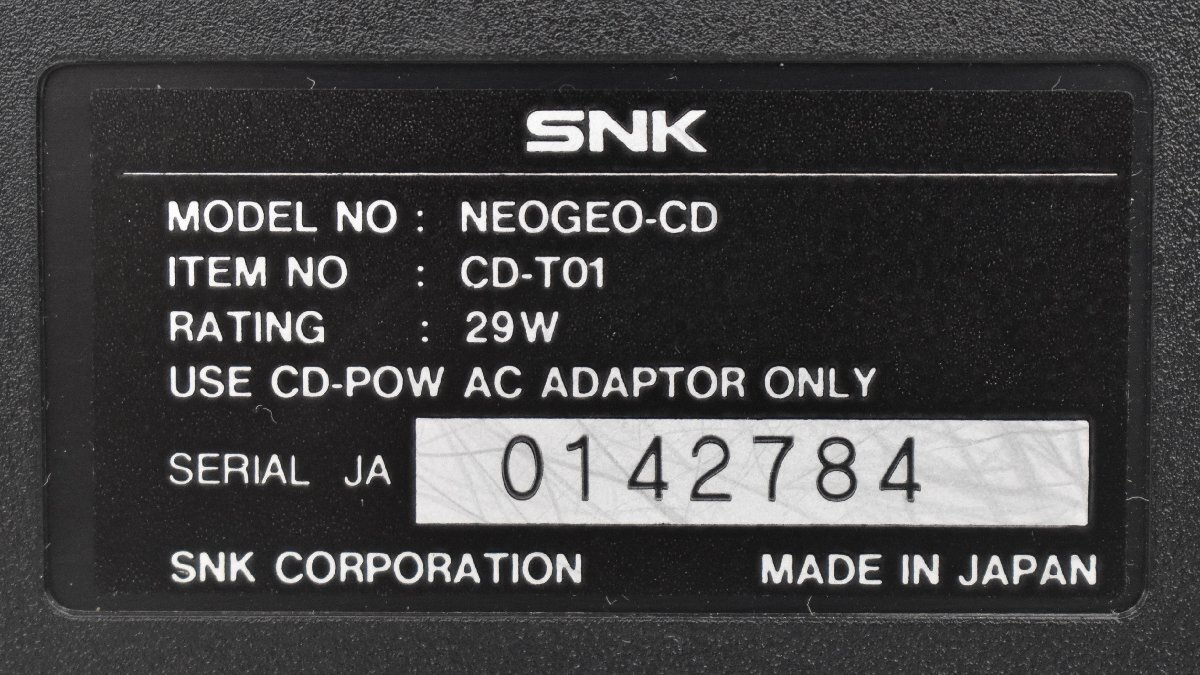 SNK
MODEL NO : NEOGEO-CD
ITEM NO : CD-T01
RATING : 29W
USE CD-POW AC ADAPTOR ONLY
SERIAL JA 0142784
SNK CORPORATION MADE IN JAPAN